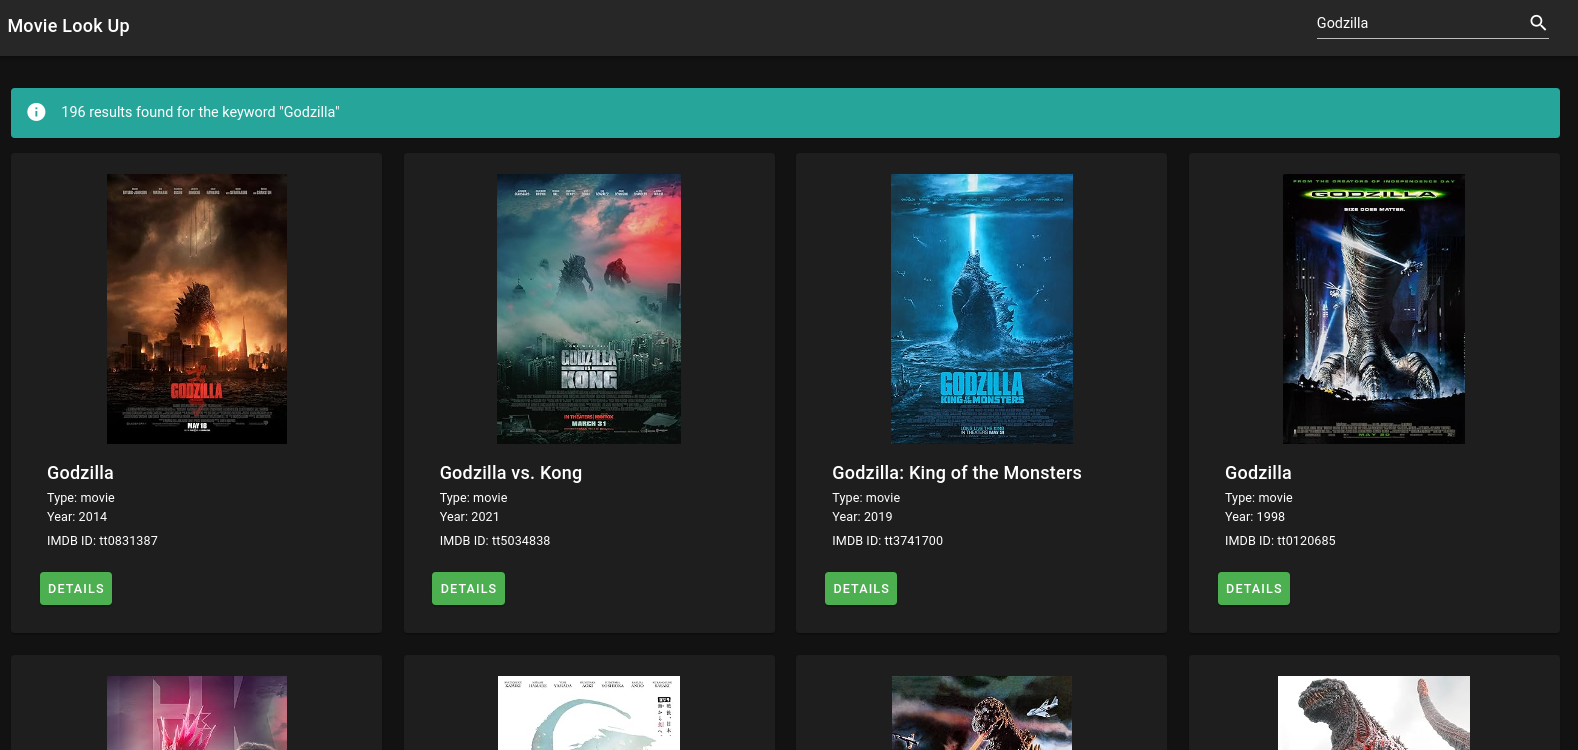 Movie Look Up
Godzilla
196 results found for the keyword "Godzilla"
GODZILLA
MAY 16
GODZILLA
VS.
KONG
MARCH 31
GODZILLA
KING OF THE MONSTERS
FROM THE CREATORS OF INDEPENDENCE DAY
GODZILLA
SIZE DOES MATTER.
MAY 20
Godzilla
Type: movie
Year: 2014
IMDB ID: tt0831387
DETAILS
Godzilla vs. Kong
Type: movie
Year: 2021
IMDB ID: tt5034838
DETAILS
Godzilla: King of the Monsters
Type: movie
Year: 2019
IMDB ID: tt3741700
DETAILS
Godzilla
Type: movie
Year: 1998
IMDB ID: tt0120685
DETAILS